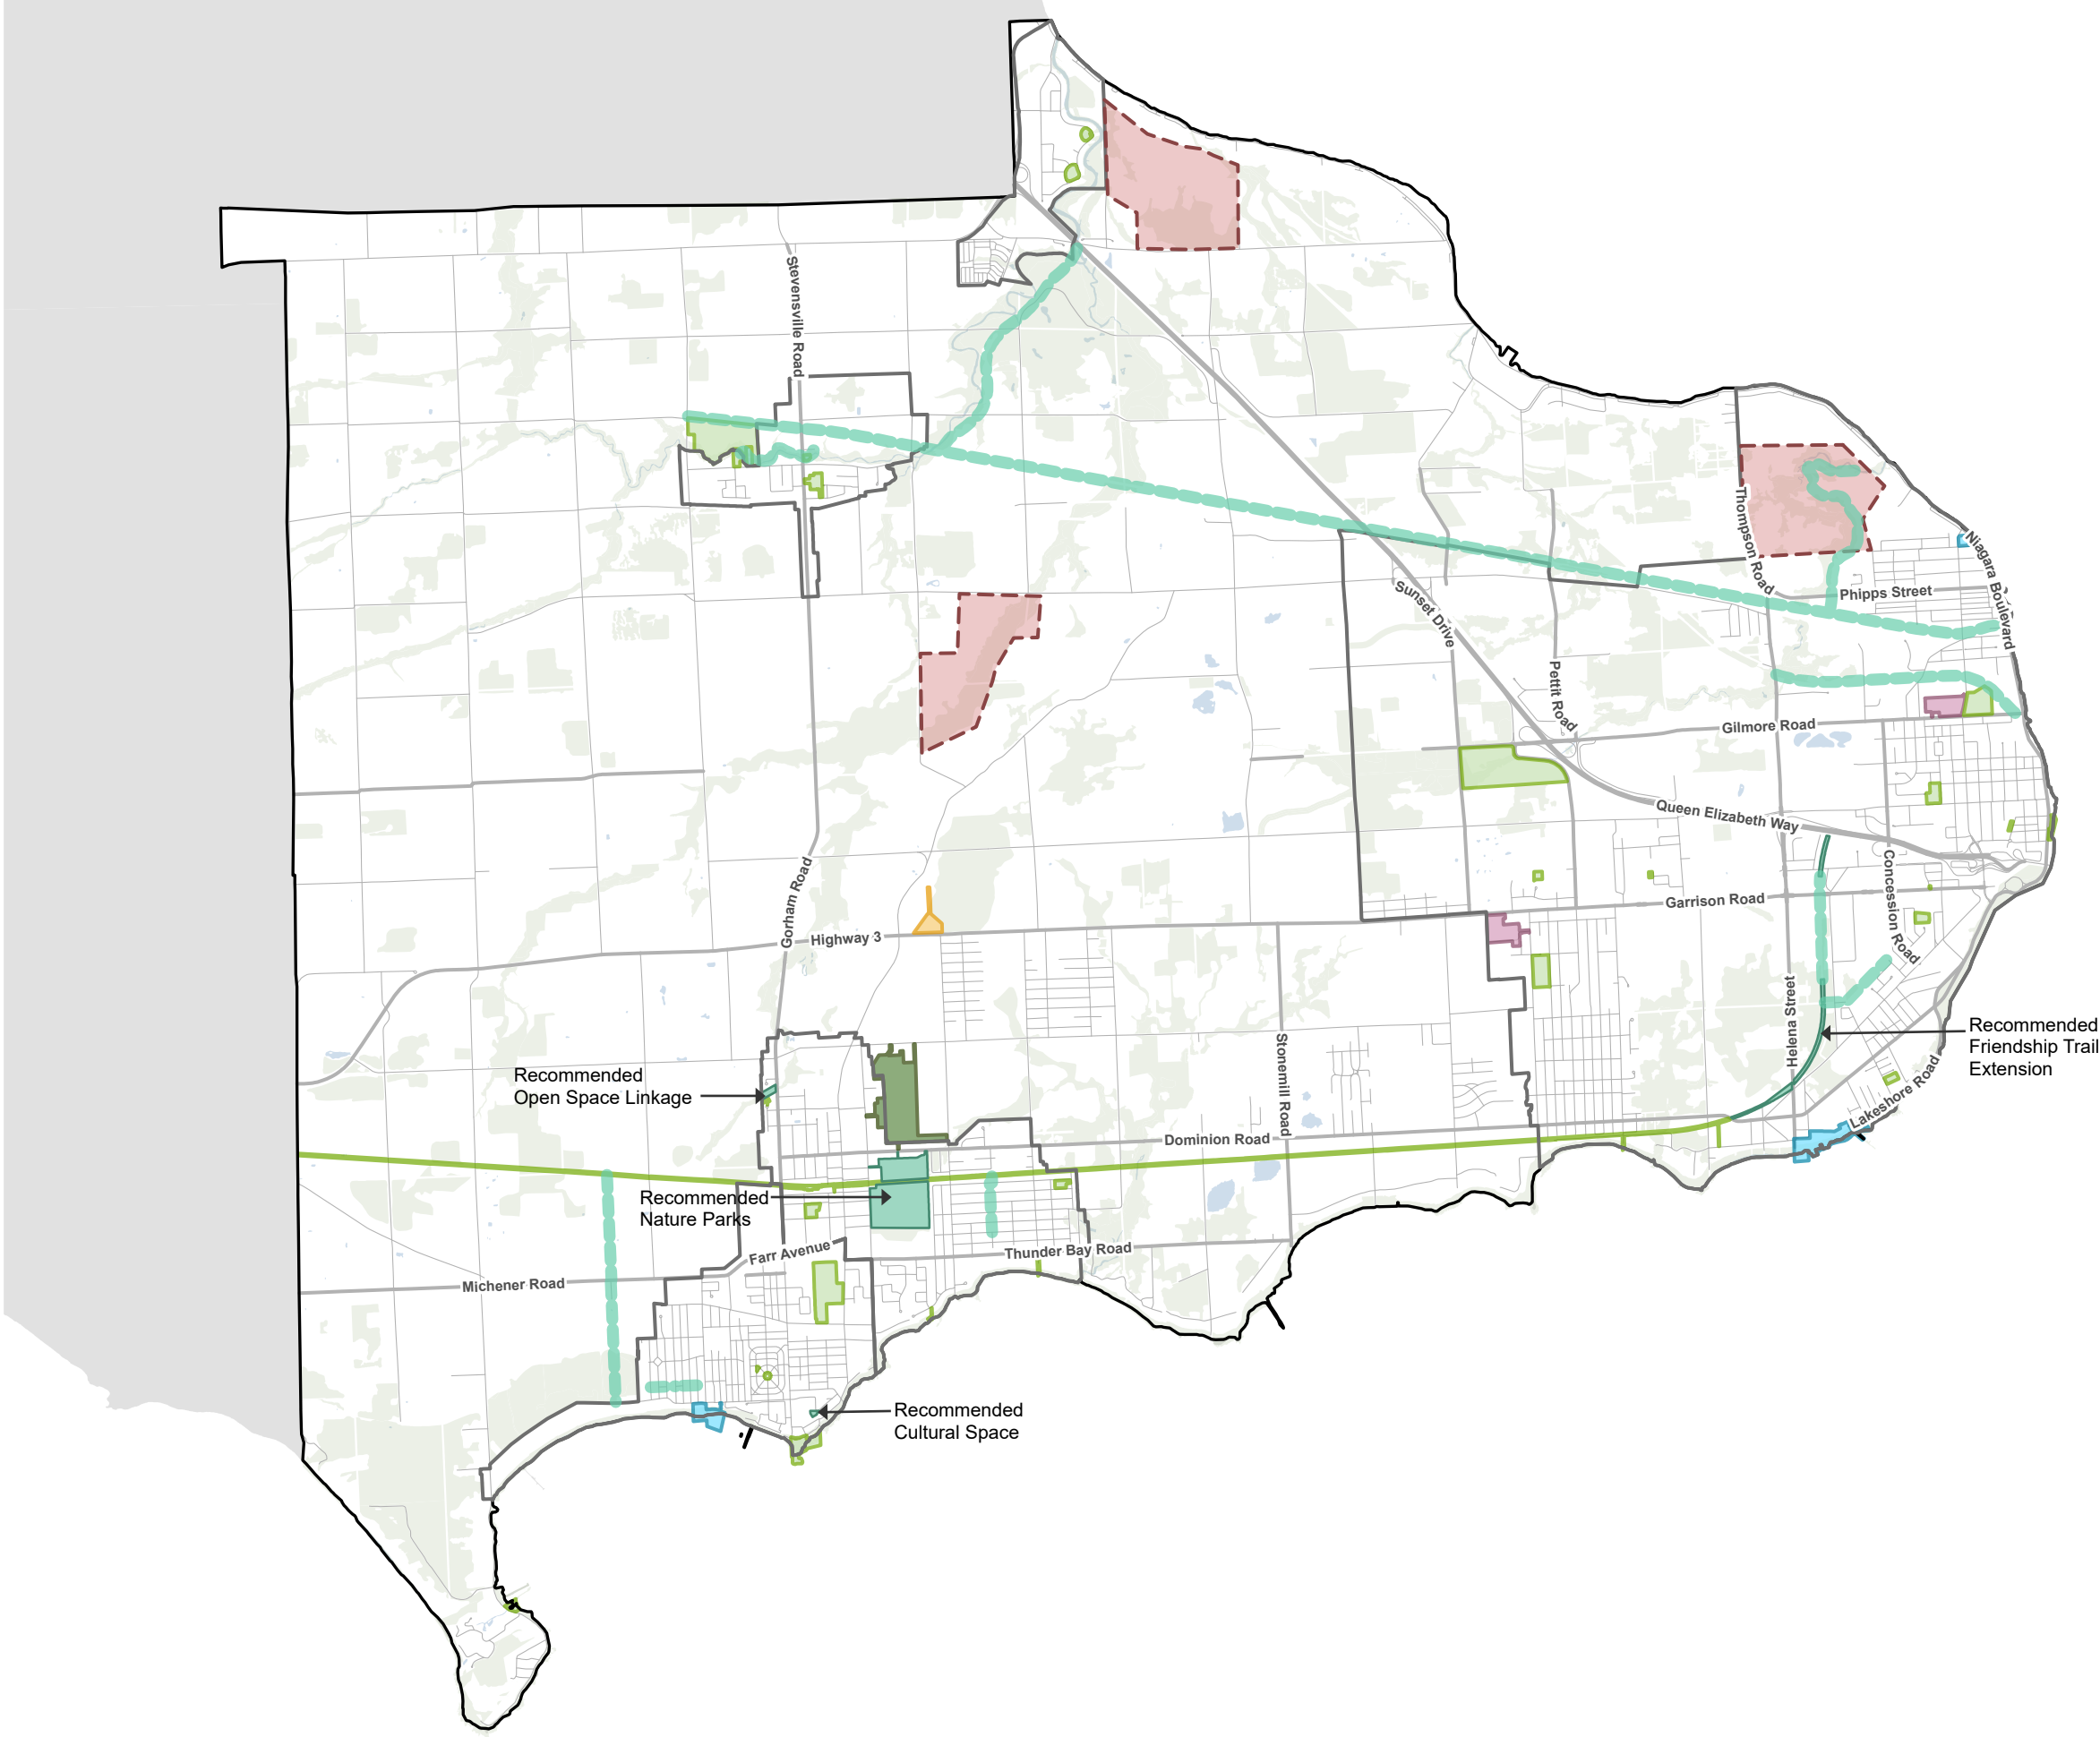 Stevensville Road
Thompson Road
Niagara Boulevard
Phipps Street
Sunset Drive
Pettit Road
Gilmore Road
Queen Elizabeth Way
Concession Road
Garrison Road
Gorham Road
Highway 3
Helena Street
Stonemill Road
Recommended
Friendship Trail
Extension
Recommended
Open Space Linkage
Lakeshore Road
Dominion Road
Recommended
Nature Parks
Farr Avenue
Thunder Bay Road
Michener Road
Recommended
Cultural Space